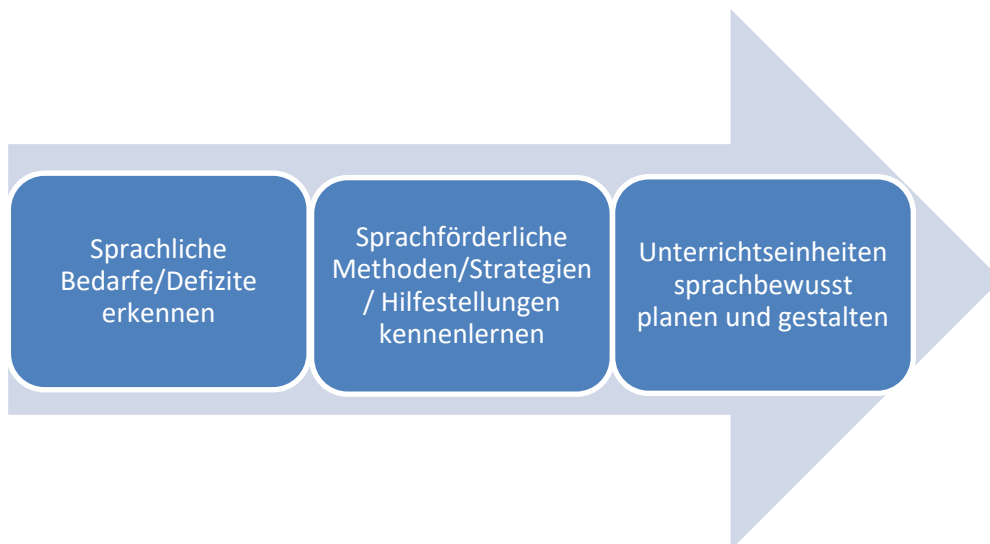 Sprachliche
Bedarfe/Defizite
erkennen
Sprachförderliche
Methoden/Strategien
/ Hilfestellungen
kennenlernen
Unterrichtseinheiten
sprachbewusst
planen und gestalten